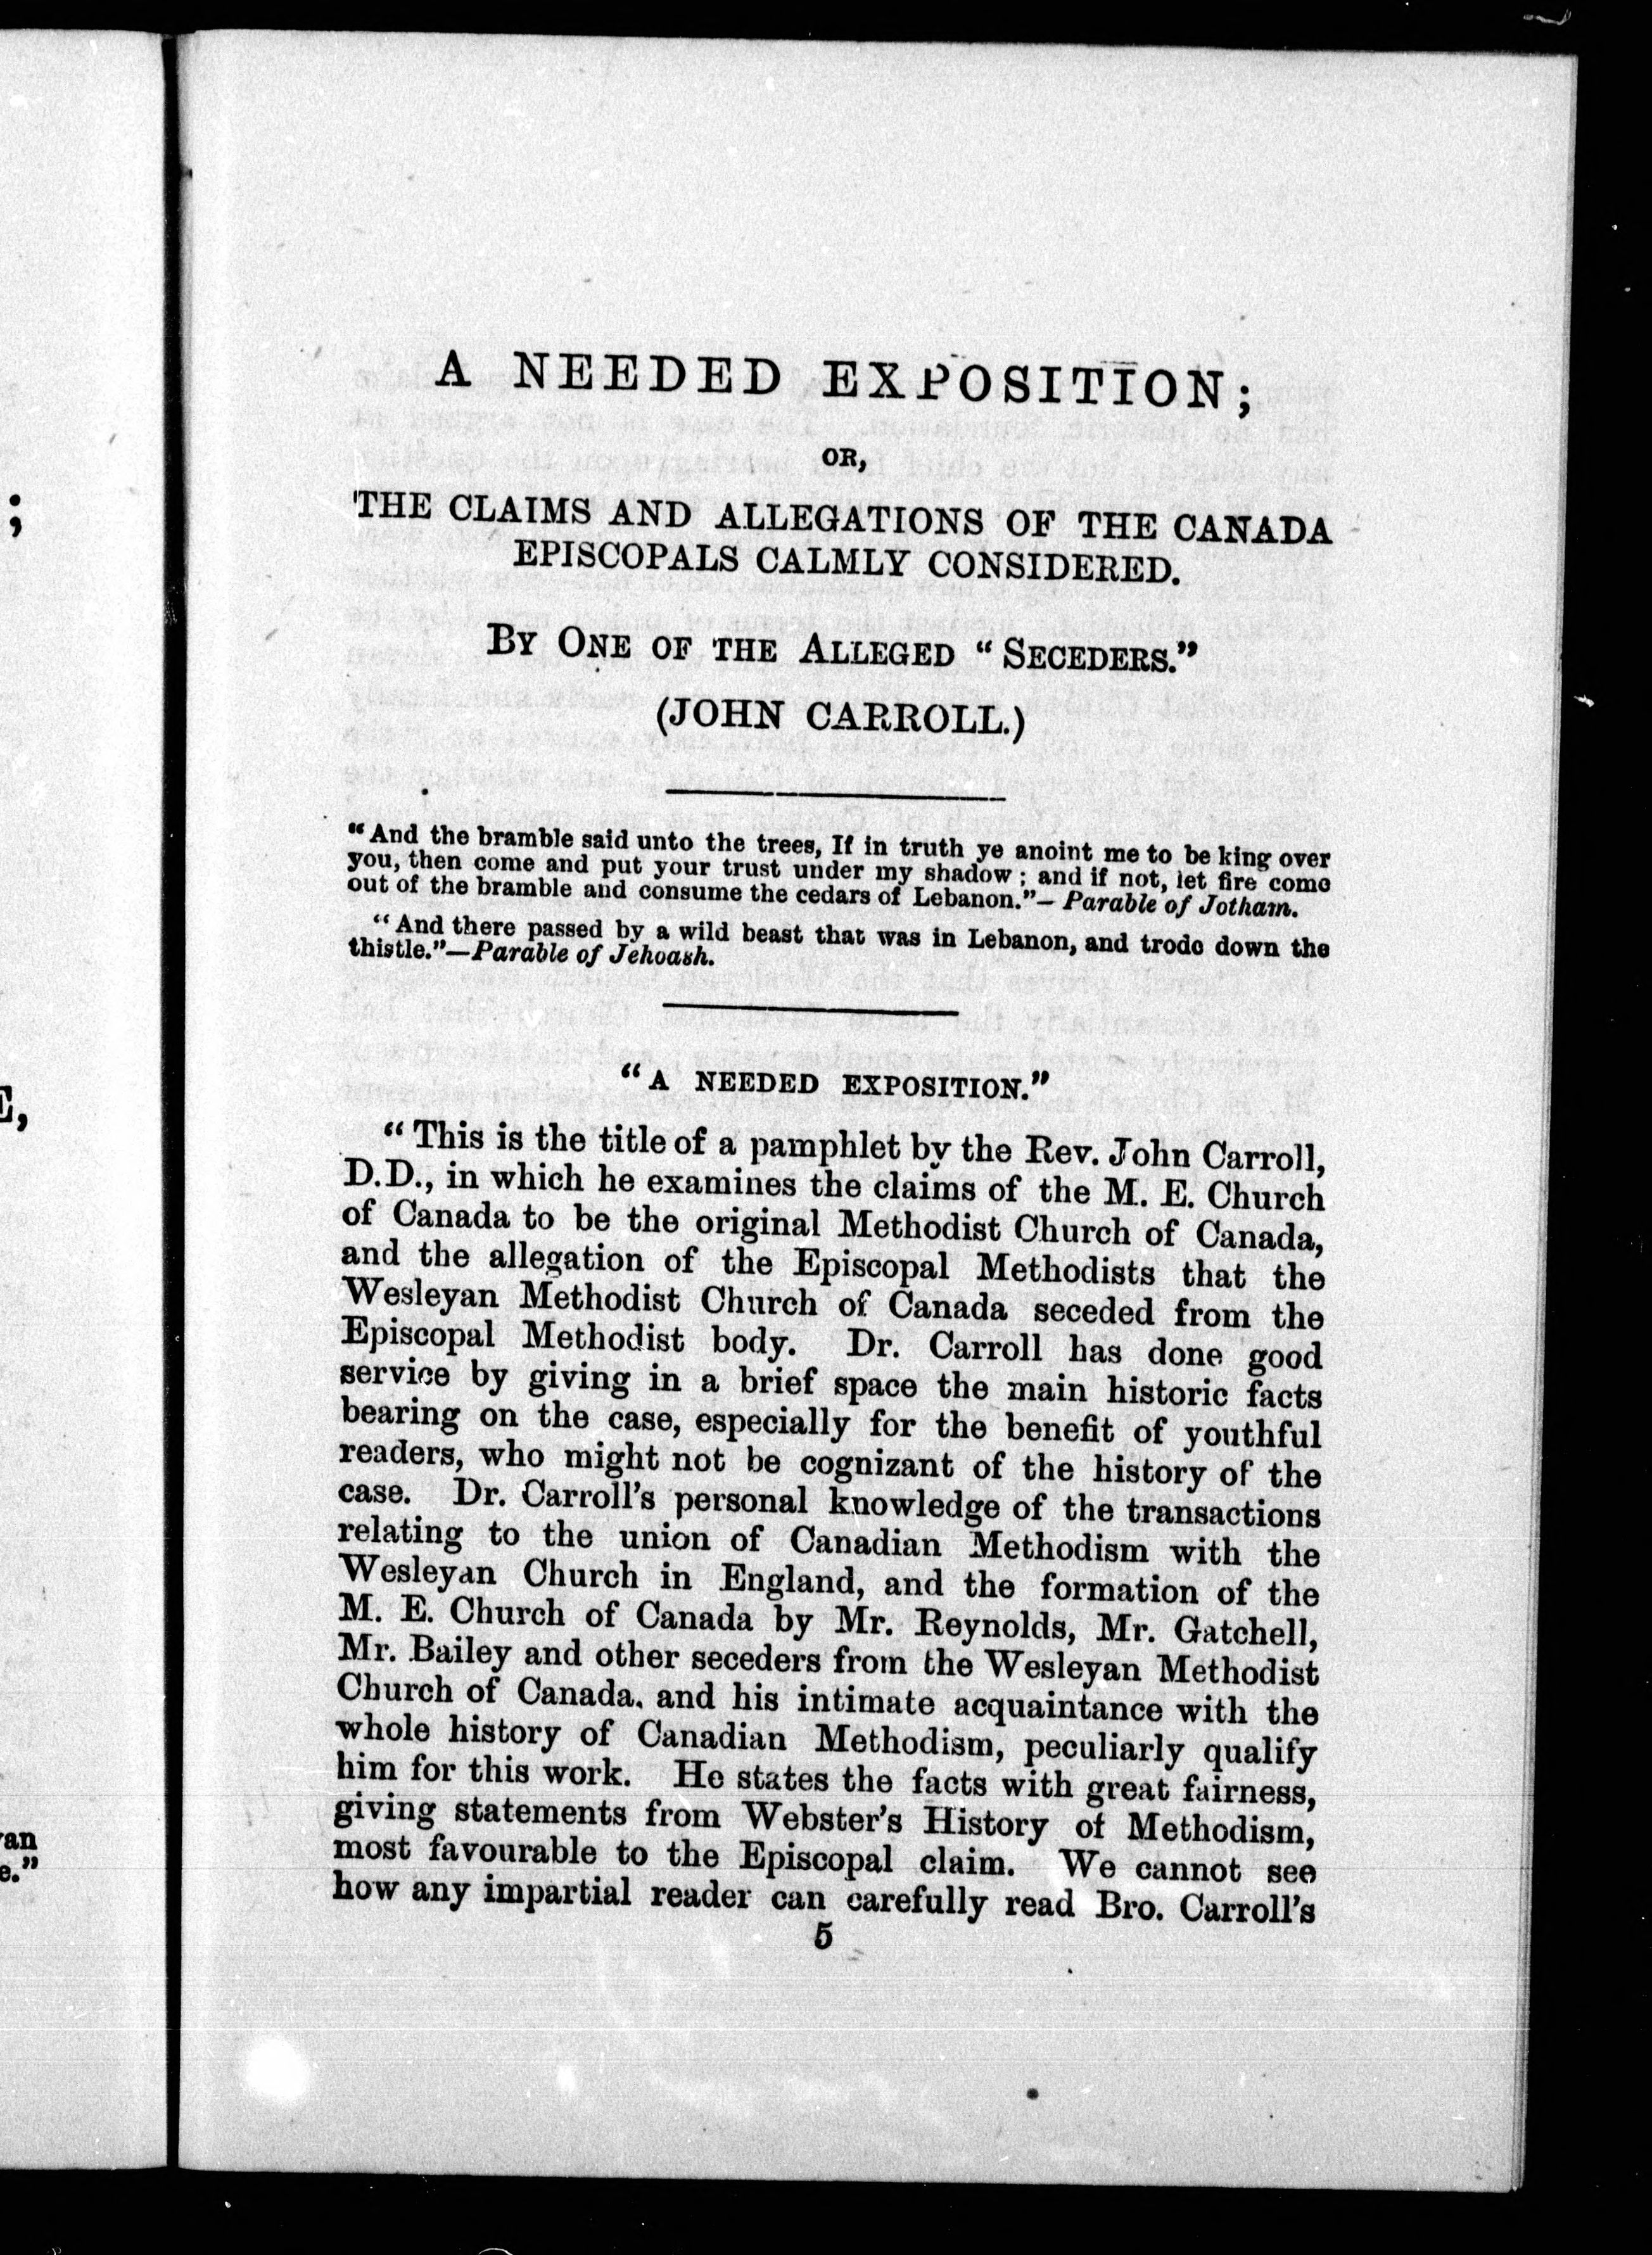 ;
E,
an
e."
A NEEDED EXPOSITION;
OR,
THE CLAIMS AND ALLEGATIONS OF THE CANADA
EPISCOPALS CALMLY CONSIDERED.
BY ONE OF THE ALLEGED "SECEDERS."
(JOHN CARROLL.)
"And the bramble said unto the trees, If in truth ye anoint me to be king over
you, then come and put your trust under my shadow; and if not, let fire come
out of the bramble and consume the cedars of Lebanon."—Parable of Jotham.
"And there passed by a wild beast that was in Lebanon, and trode down the
thistle."—Parable of Jehoash.
"A NEEDED EXPOSITION."
"This is the title of a pamphlet by the Rev. John Carroll,
D.D., in which he examines the claims of the M. E. Church
of Canada to be the original Methodist Church of Canada,
and the allegation of the Episcopal Methodists that the
Wesleyan Methodist Church of Canada seceded from the
Episcopal Methodist body. Dr. Carroll has done good
service by giving in a brief space the main historic facts
bearing on the case, especially for the benefit of youthful
readers, who might not be cognizant of the history of the
case. Dr. Carroll's personal knowledge of the transactions
relating to the union of Canadian Methodism with the
Wesleyan Church in England, and the formation of the
M. E. Church of Canada by Mr. Reynolds, Mr. Gatchell,
Mr. Bailey and other seceders from the Wesleyan Methodist
Church of Canada, and his intimate acquaintance with the
whole history of Canadian Methodism, peculiarly qualify
him for this work. He states the facts with great fairness,
giving statements from Webster's History of Methodism,
most favourable to the Episcopal claim. We cannot see
how any impartial reader can carefully read Bro. Carroll's
5